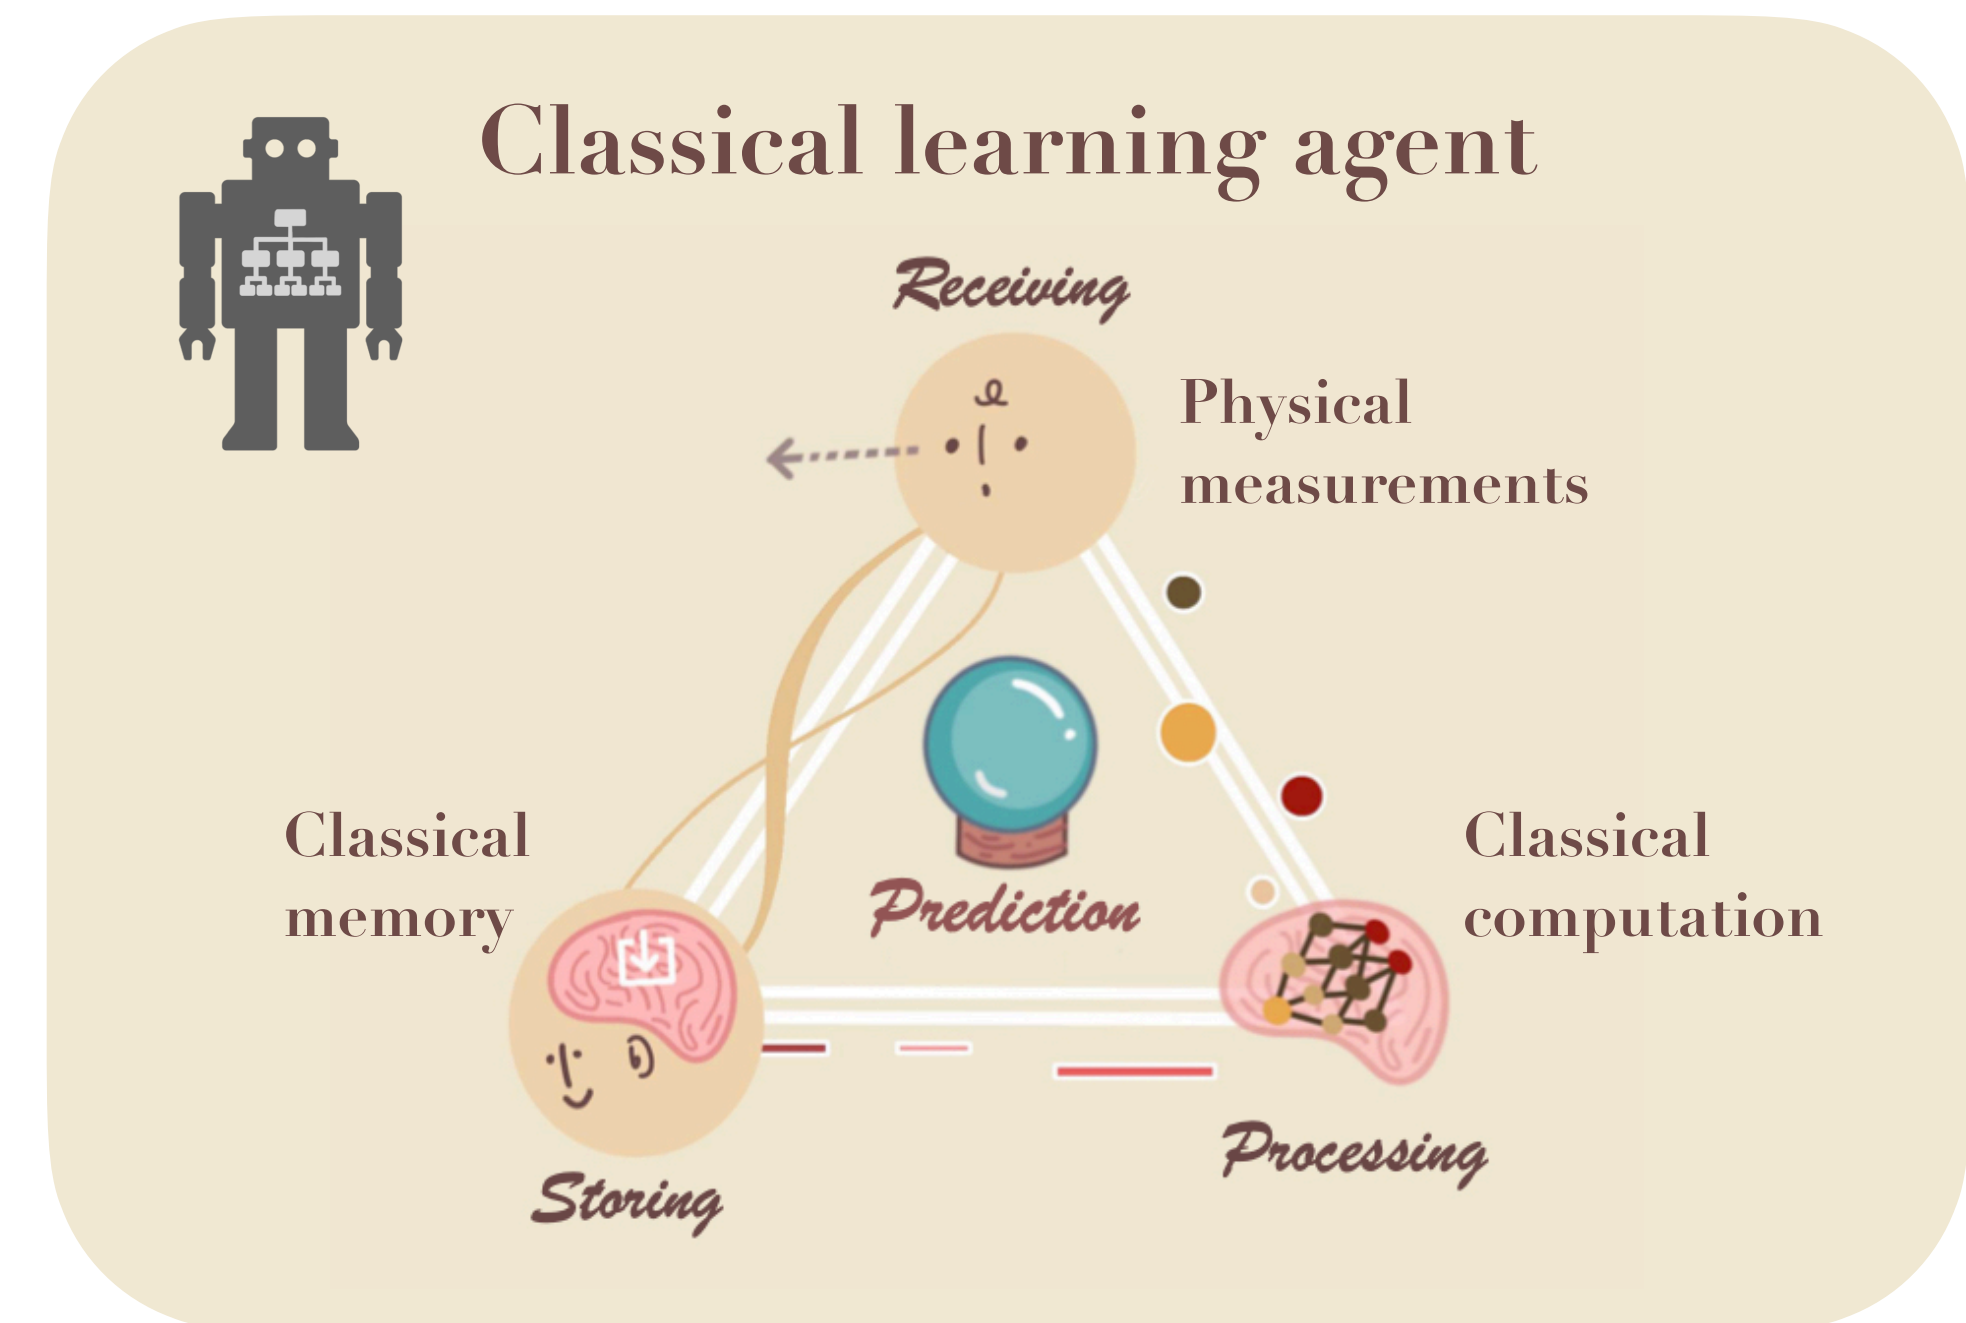 Classical learning agent
Receiving
Physical
measurements
Classical
memory
Prediction
Classical
computation
Processing
Storing